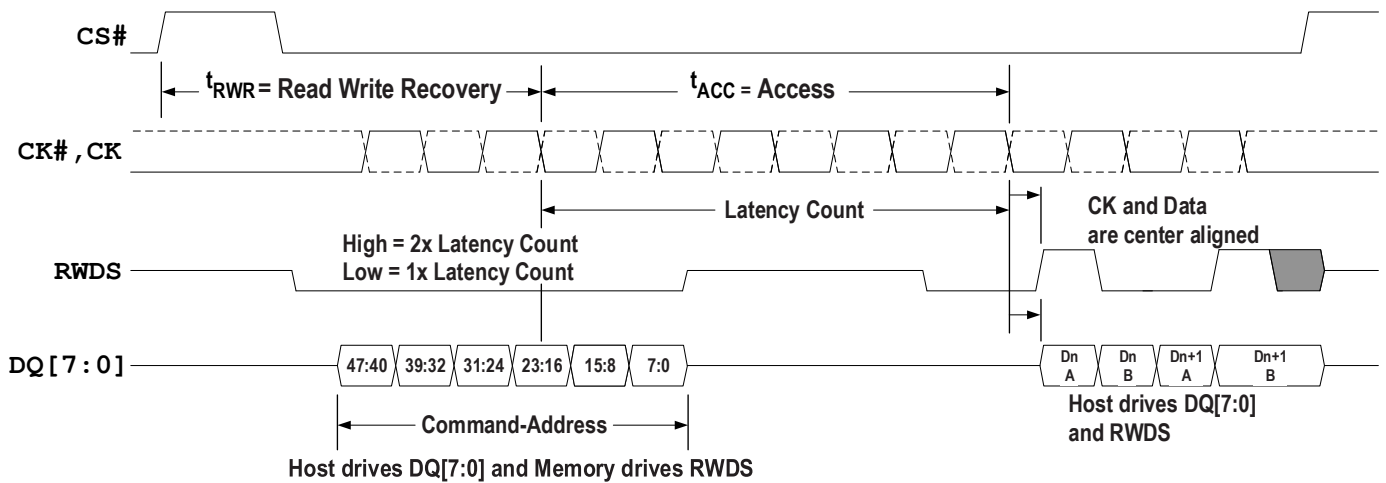 CS#
tRWR = Read Write Recovery
tACC = Access
CK#,CK
Latency Count
CK and Data
are center aligned
High = 2x Latency Count
Low = 1x Latency Count
RWDS
DQ[7:0]
47:40 39:32 31:24 23:16 15:8 7:0
Dn Dn Dn+1 Dn+1
A B A B
Command-Address
Host drives DQ[7:0]
and RWDS
Host drives DQ[7:0] and Memory drives RWDS